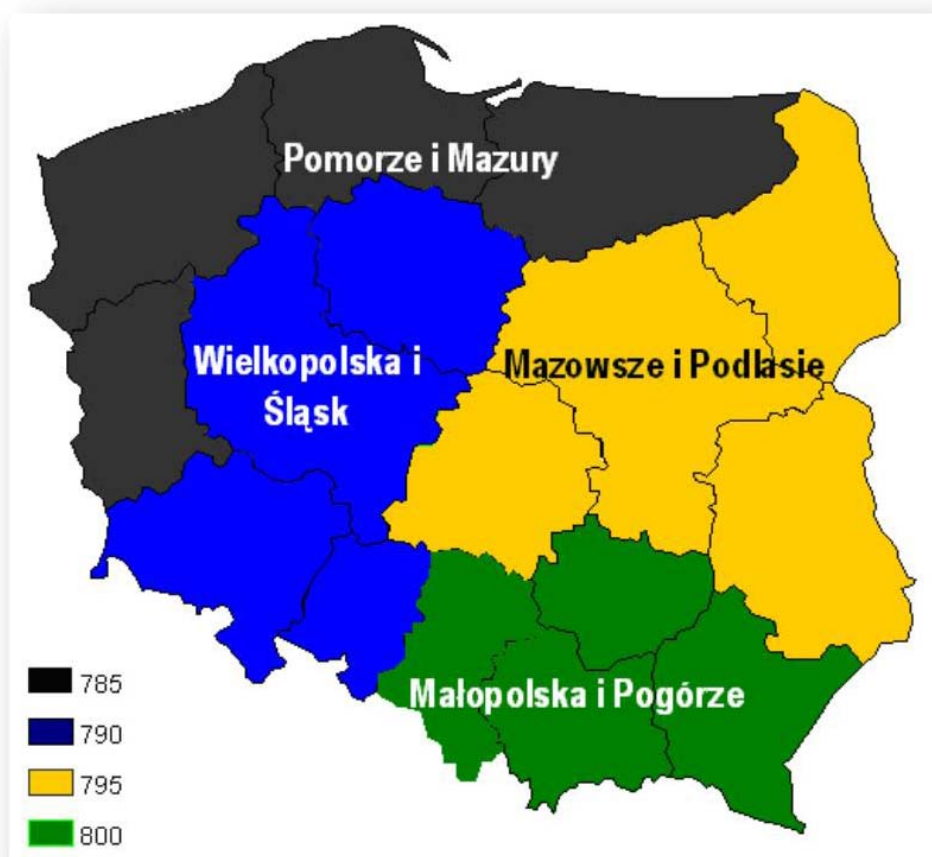 Pomorze i Mazury
Wielkopolska i
Śląsk
Mazowsze i Podlasie
Małopolska i Pogórze
785
790
795
800